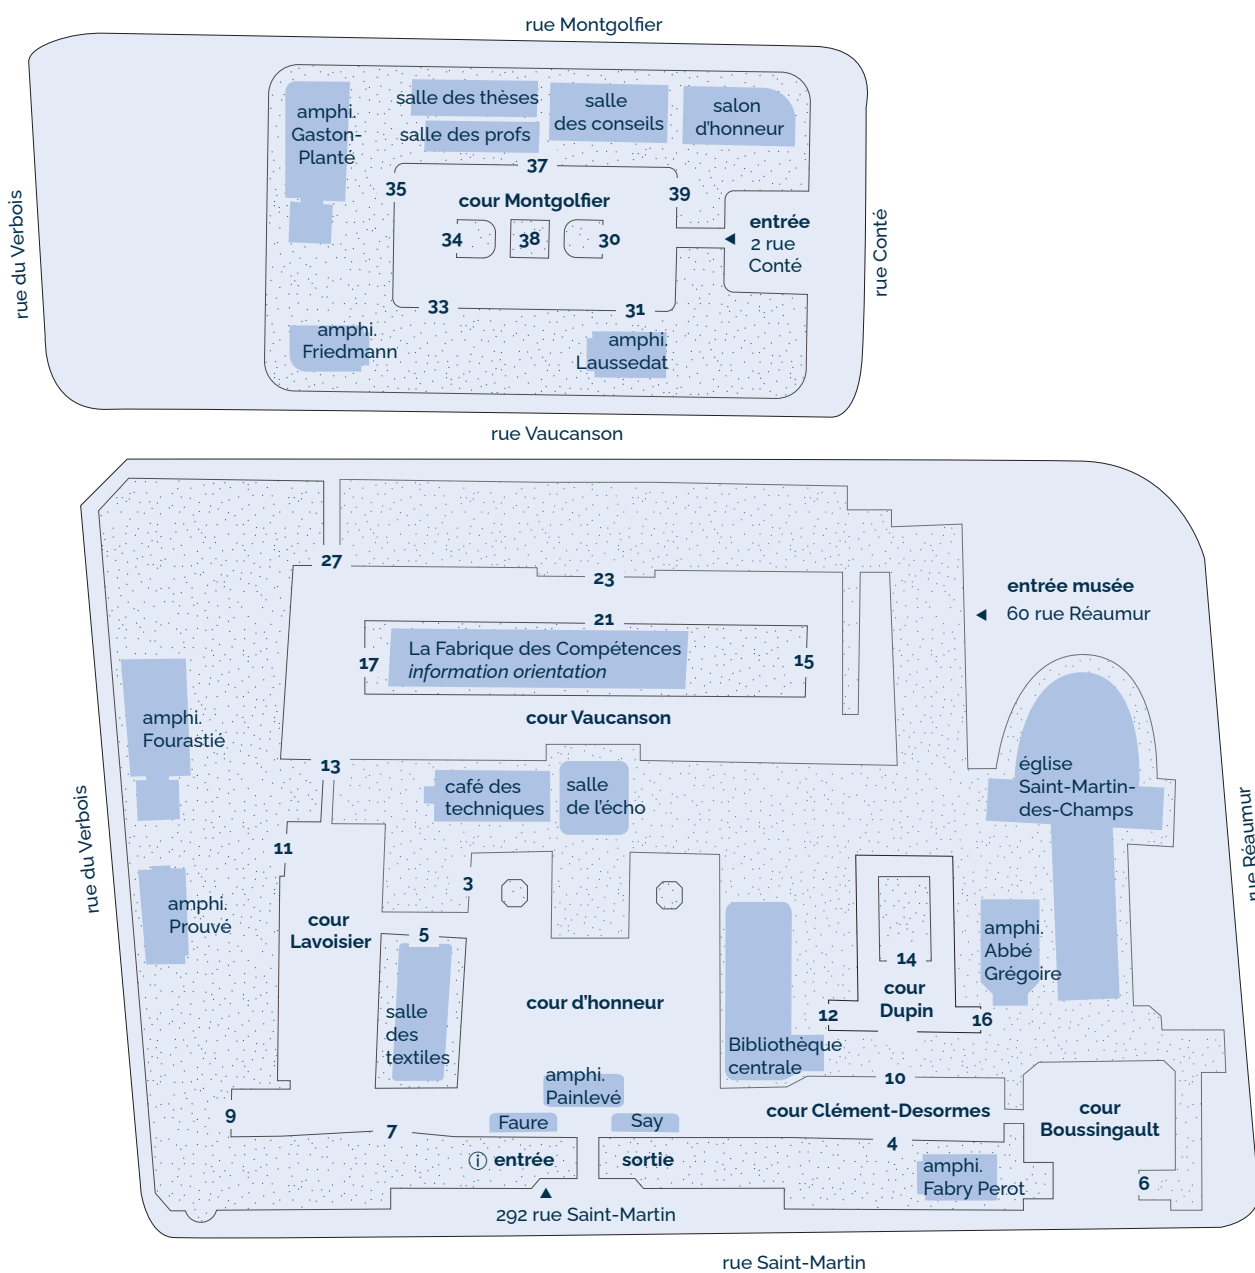 rue Montgolfier
amphi.
Gaston-
Planté
salle des thèses
salle des profs
salle
des conseils
salon
d'honneur
37
35
39
cour Montgolfier
34
38
30
entrée
2 rue
Conté
rue du Verbois
rue Conté
33
31
amphi.
Friedmann
amphi.
Laussedat
rue Vaucanson
27
23
entrée musée
60 rue Réaumur
21
17
La Fabrique des Compétences
information orientation
15
cour Vaucanson
amphi.
Fourastié
13
café des
techniques
salle
de l'écho
église
Saint-Martin-
des-Champs
rue du Verbois
rue Réaumur
11
3
amphi.
Prouvé
cour
Lavoisier
5
amphi.
Abbé
Grégoire
14
cour
Dupin
cour d'honneur
12
16
salle
des
textiles
Bibliothèque
centrale
amphi.
Painlevé
10
9
7
Faure
Say
cour Clément-Desormes
cour
Boussingault
4
i entrée
sortie
amphi.
Fabry Perot
6
292 rue Saint-Martin
rue Saint-Martin